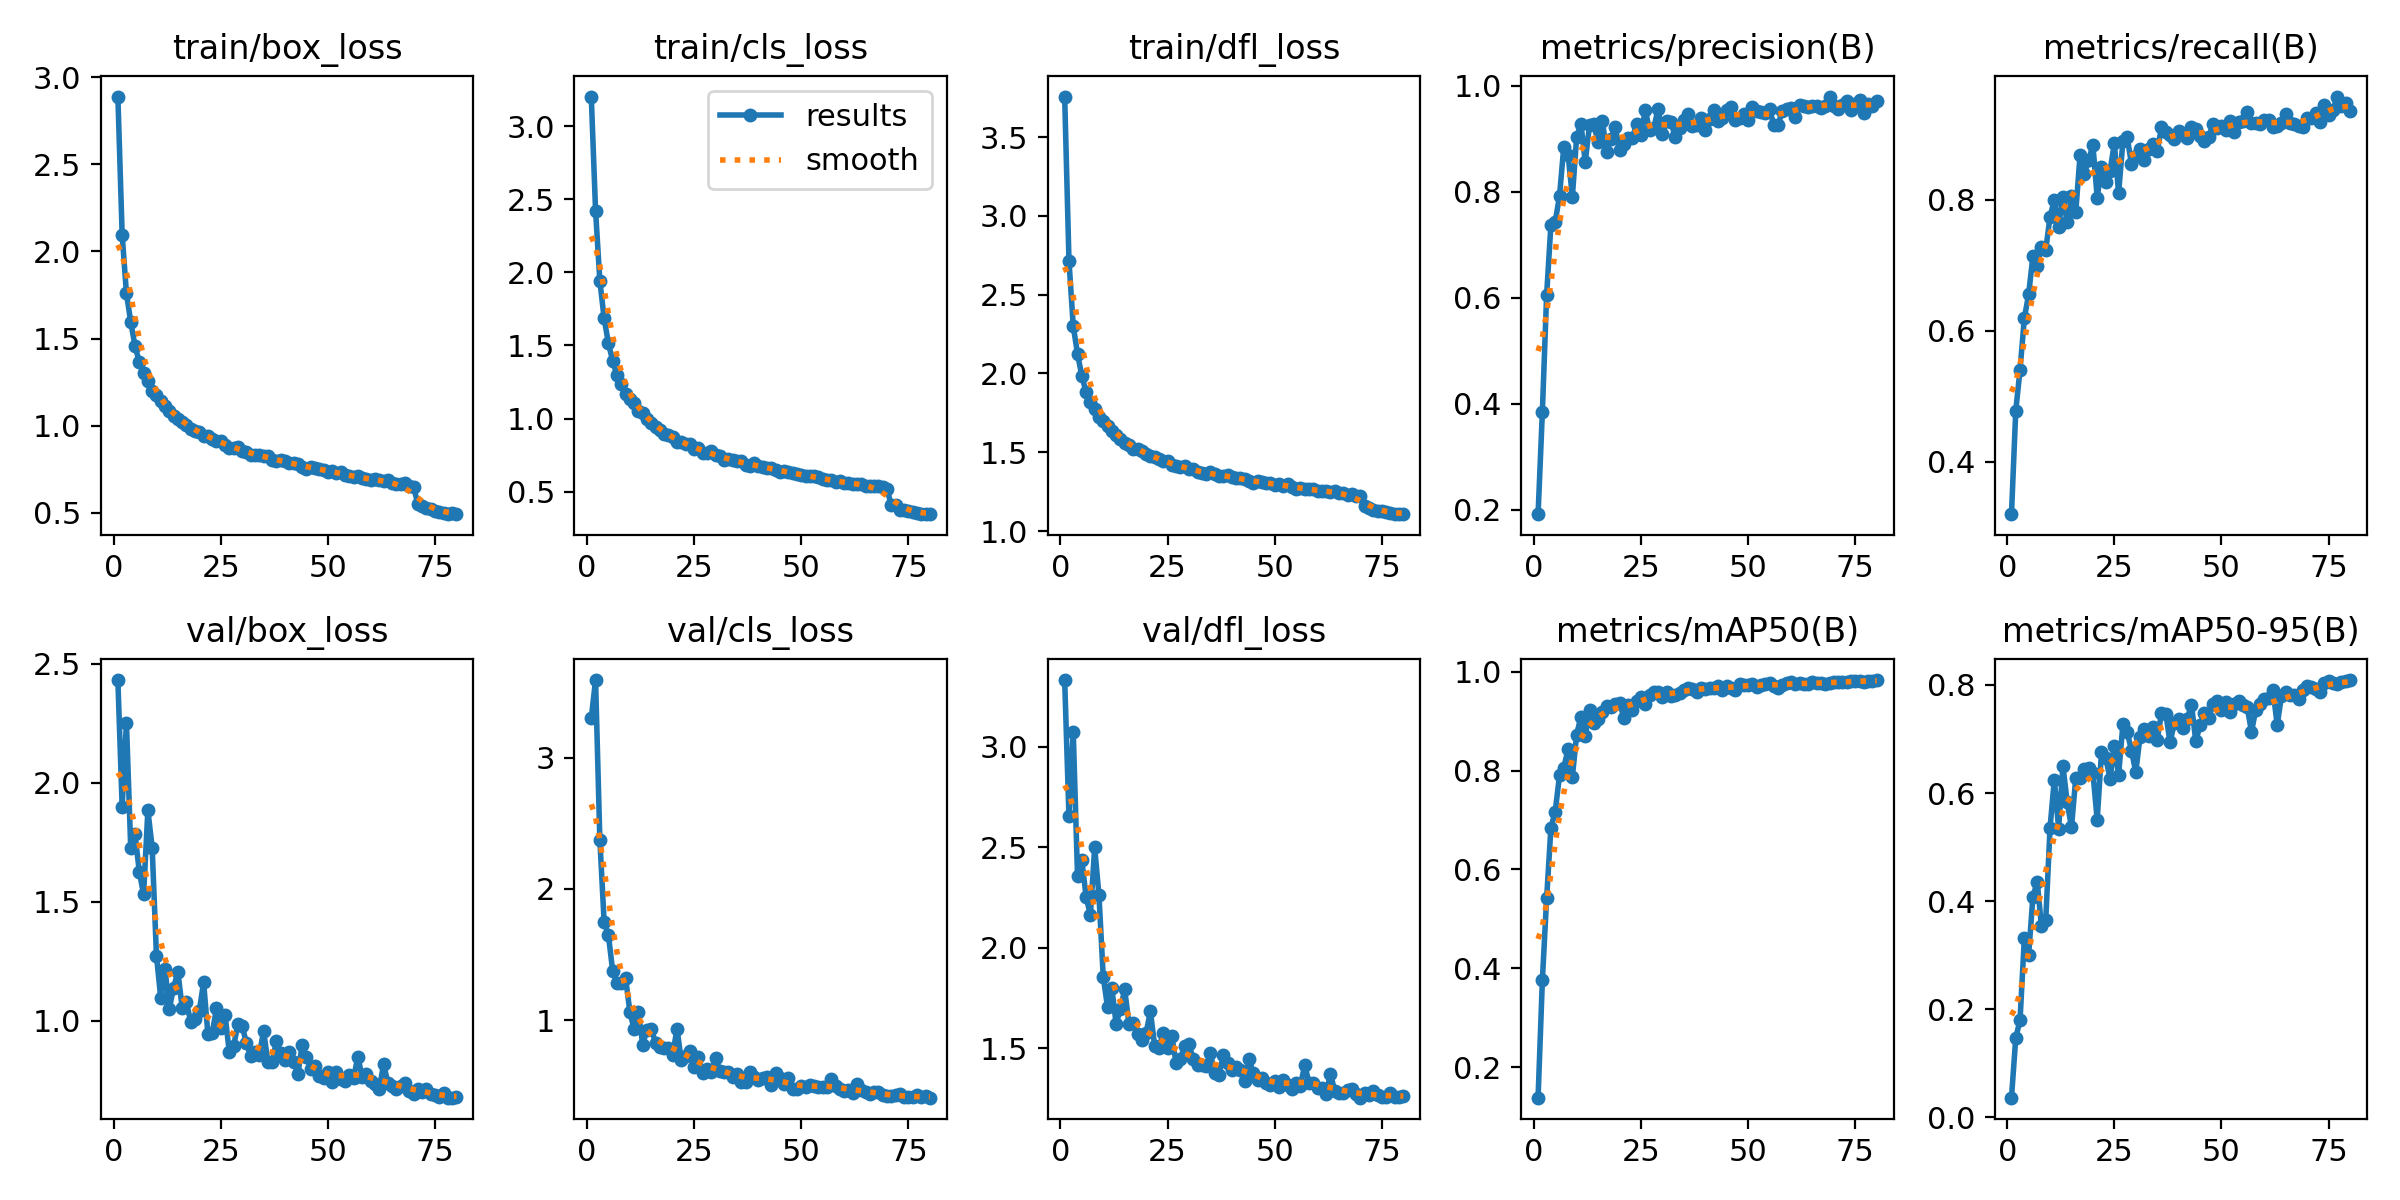 train/box_loss
3.0
2.5
2.0
1.5
1.0
0.5
0 25 50 75
train/cls_loss
results
smooth
3.0
2.5
2.0
1.5
1.0
0.5
0 25 50 75
train/dfl_loss
3.5
3.0
2.5
2.0
1.5
1.0
0 25 50 75
metrics/precision(B)
1.0
0.8
0.6
0.4
0.2
0 25 50 75
metrics/recall(B)
0.8
0.6
0.4
0 25 50 75
val/box_loss
2.5
2.0
1.5
1.0
0 25 50 75
val/cls_loss
3
2
1
0 25 50 75
val/dfl_loss
3.0
2.5
2.0
1.5
0 25 50 75
metrics/mAP50(B)
1.0
0.8
0.6
0.4
0.2
0 25 50 75
metrics/mAP50-95(B)
0.8
0.6
0.4
0.2
0.0
0 25 50 75